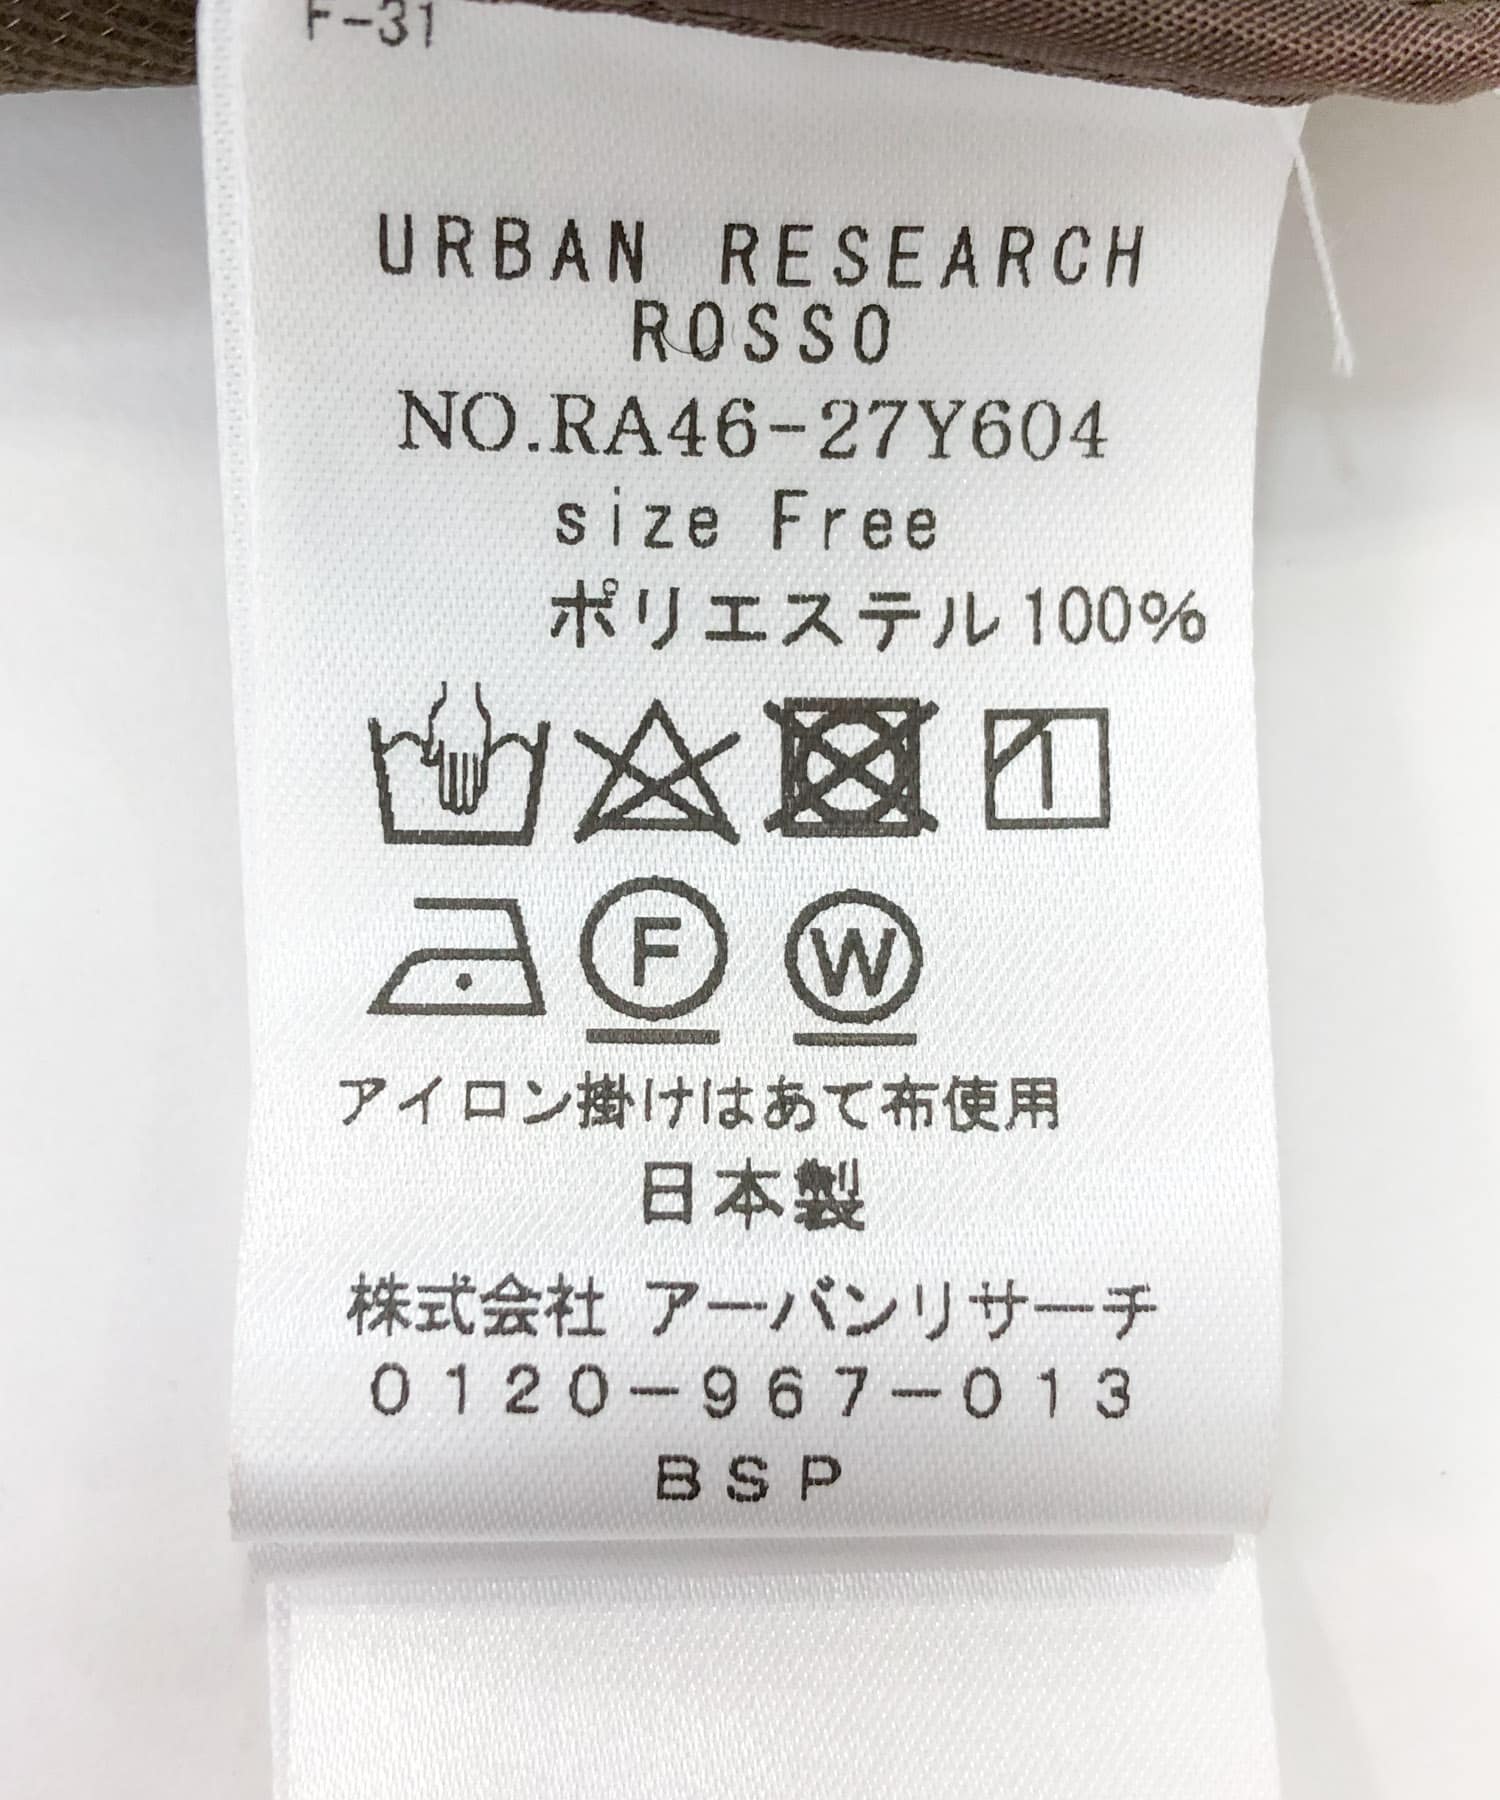 F-31
URBAN RESEARCH
ROSSO
NO.RA46-27Y604
size Free
ポリエステル100%
F W
アイロン掛けはあて布使用
日本製
株式会社 アーバンリサーチ
0120-967-013
BSP